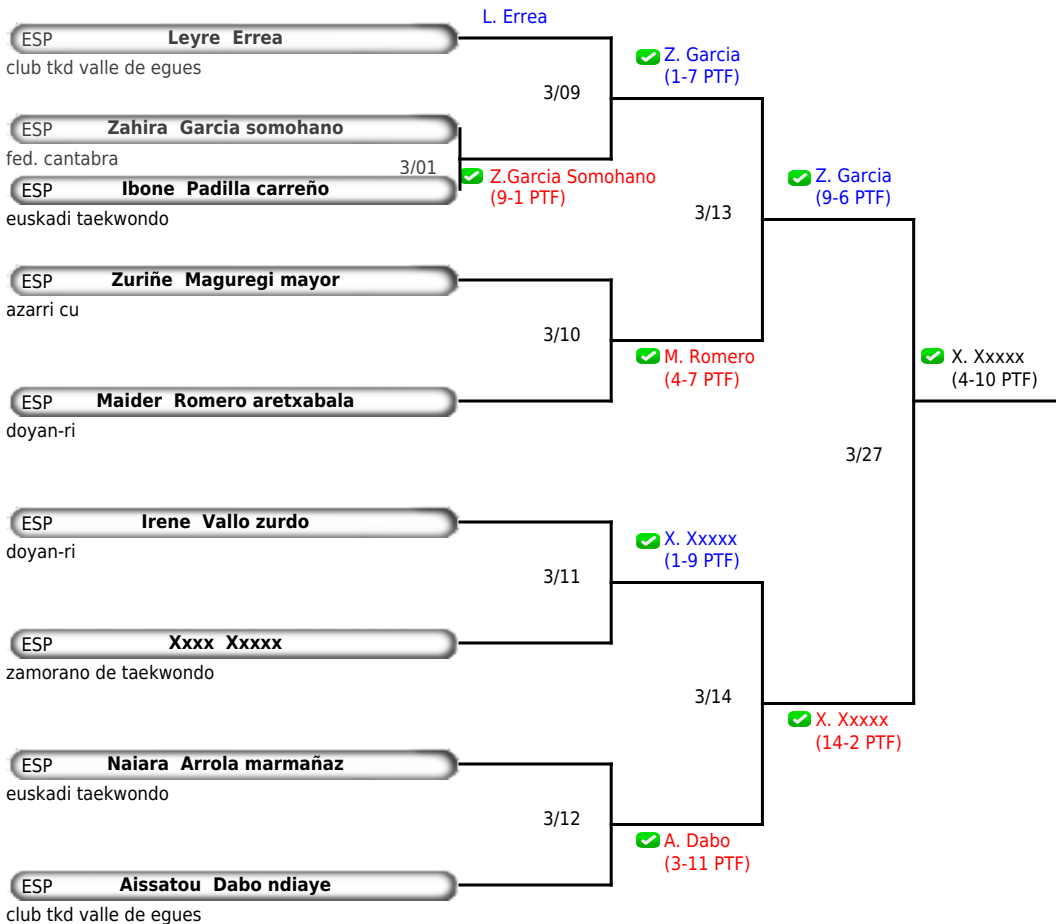 L. Errea
ESP Leyre Errea
club tkd valle de egues
Z. Garcia
(1-7 PTF)
3/09
ESP Zahira Garcia somohano
fed. cantabra
3/01
Z.Garcia Somohano
(9-1 PTF)
ESP Ibone Padilla carreño
euskadi taekwondo
Z. Garcia
(9-6 PTF)
3/13
ESP Zuriñe Maguregi mayor
azarri cu
3/10
M. Romero
(4-7 PTF)
X. Xxxxx
(4-10 PTF)
ESP Maider Romero aretxabala
doyan-ri
3/27
ESP Irene Vallo zurdo
doyan-ri
X. Xxxxx
(1-9 PTF)
3/11
ESP Xxxx Xxxxx
zamorano de taekwondo
3/14
X. Xxxxx
(14-2 PTF)
ESP Naiara Arrola marmañaz
euskadi taekwondo
3/12
A. Dabo
(3-11 PTF)
ESP Aissatou Dabo ndiaye
club tkd valle de egues